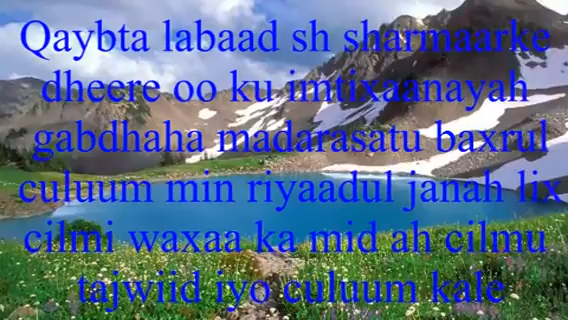 Qaybta labaad sh sharmaarke
dheere oo ku imtixaanayah
gabdhaha madarasatu baxrul
culuum min riyaadul janah lix
cilmi waxaa ka mid ah cilmu
tajwiid iyo culuum kale